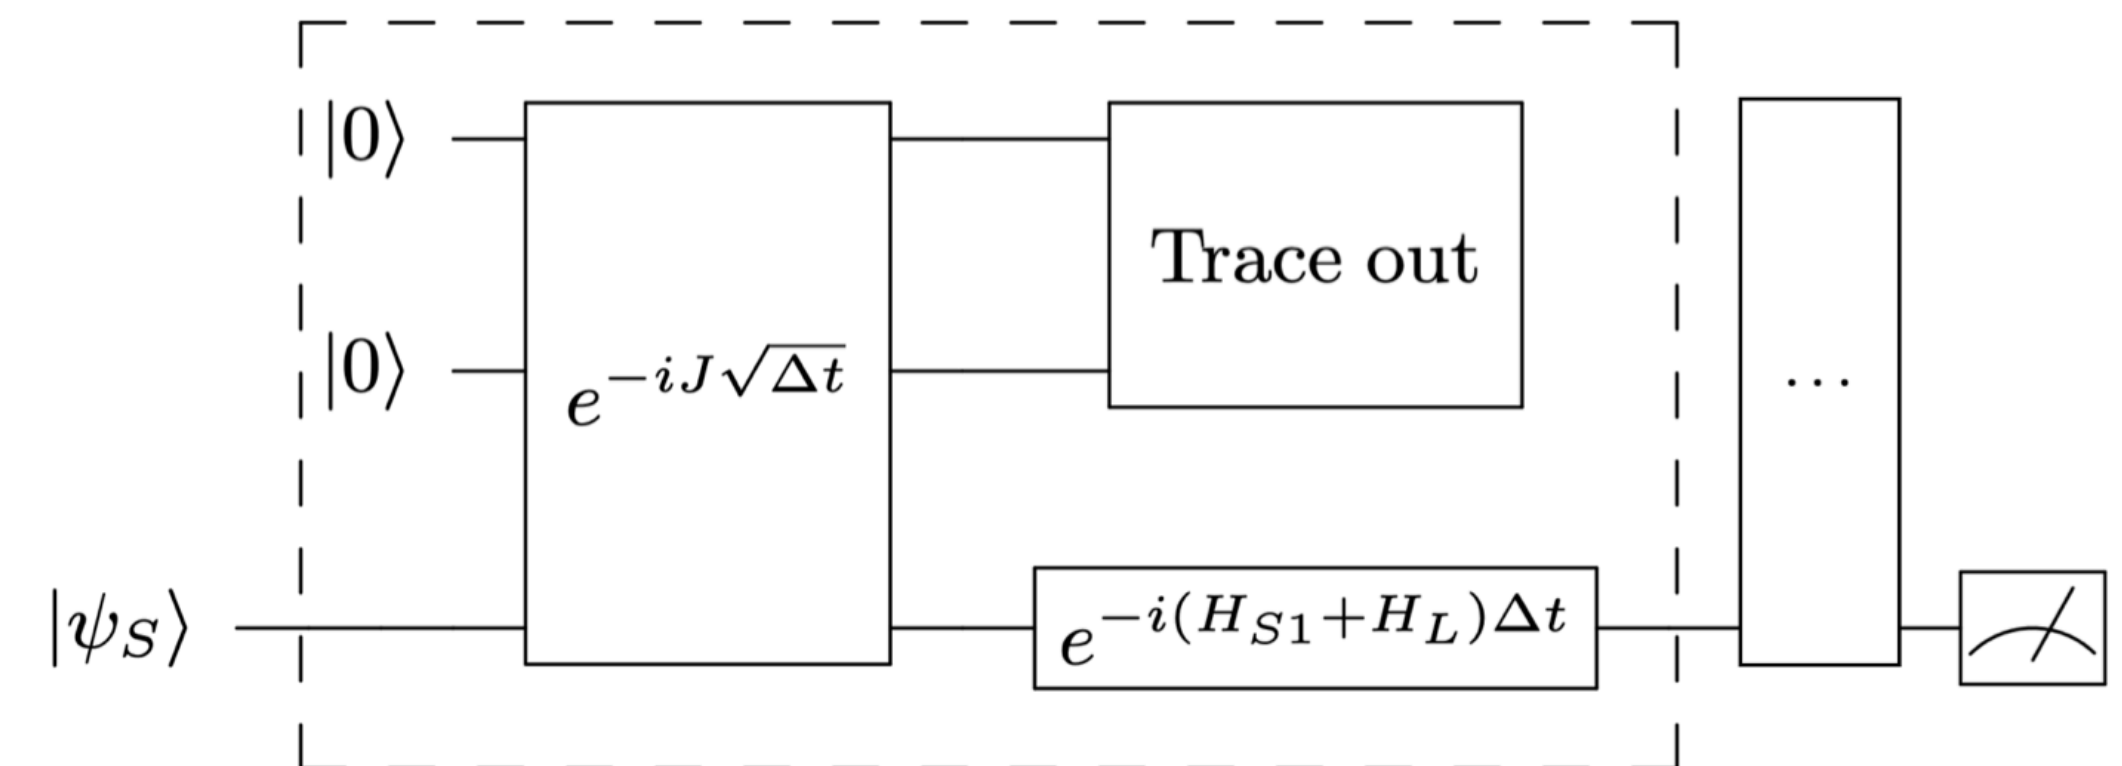 |0⟩
Trace out
|0⟩
e^{-iJ√Δt}
...
|ψ_S⟩
e^{-i(H_{S1}+H_L)Δt}